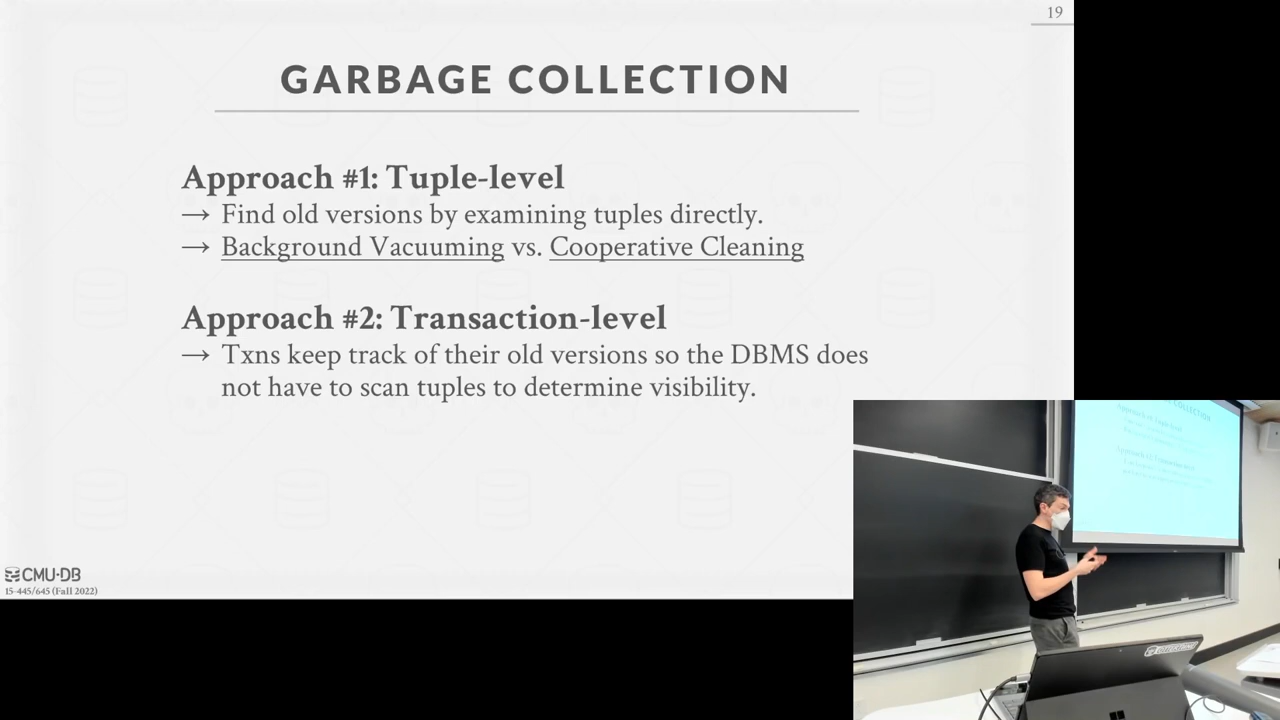 19
GARBAGE COLLECTION
Approach #1: Tuple-level
→ Find old versions by examining tuples directly.
→ Background Vacuuming vs. Cooperative Cleaning
Approach #2: Transaction-level
→ Txns keep track of their old versions so the DBMS does
not have to scan tuples to determine visibility.
CMU·DB
15-445/645 (Fall 2022)